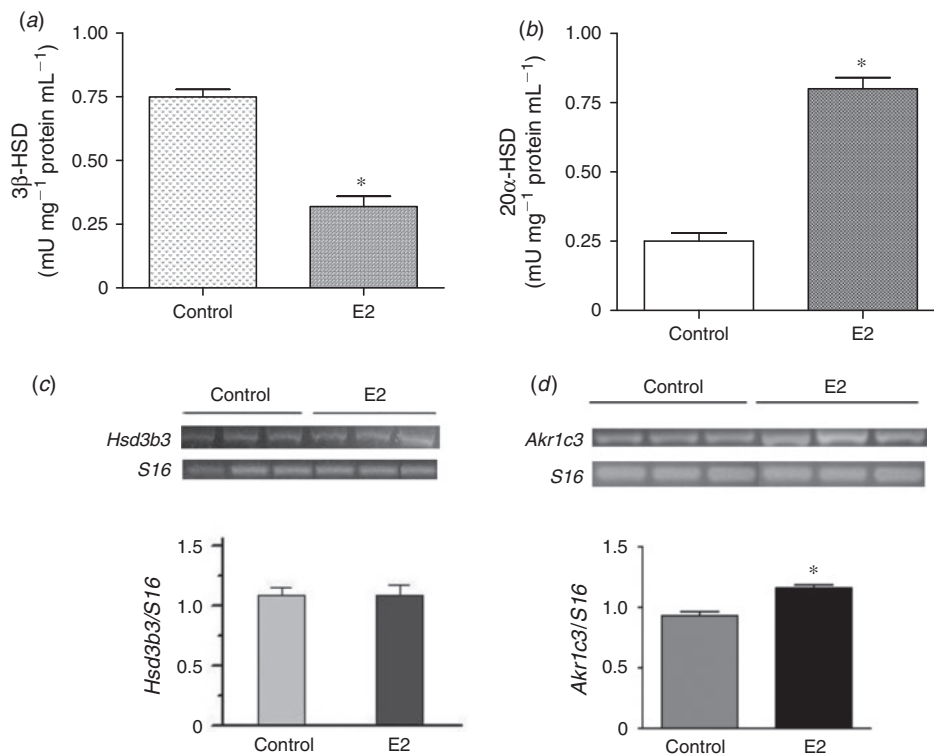 (a)
1.00
0.75
0.50
0.25
0
3β-HSD
(mU mg⁻¹ protein mL⁻¹)
*
Control
E2
(b)
1.00
0.75
0.50
0.25
0
20α-HSD
(mU mg⁻¹ protein mL⁻¹)
*
Control
E2
(c)
Control
E2
Hsd3b3
S16
1.5
1.0
0.5
0
Hsd3b3/S16
Control
E2
(d)
Control
E2
Akr1c3
S16
1.5
1.0
0.5
0
Akr1c3/S16
*
Control
E2